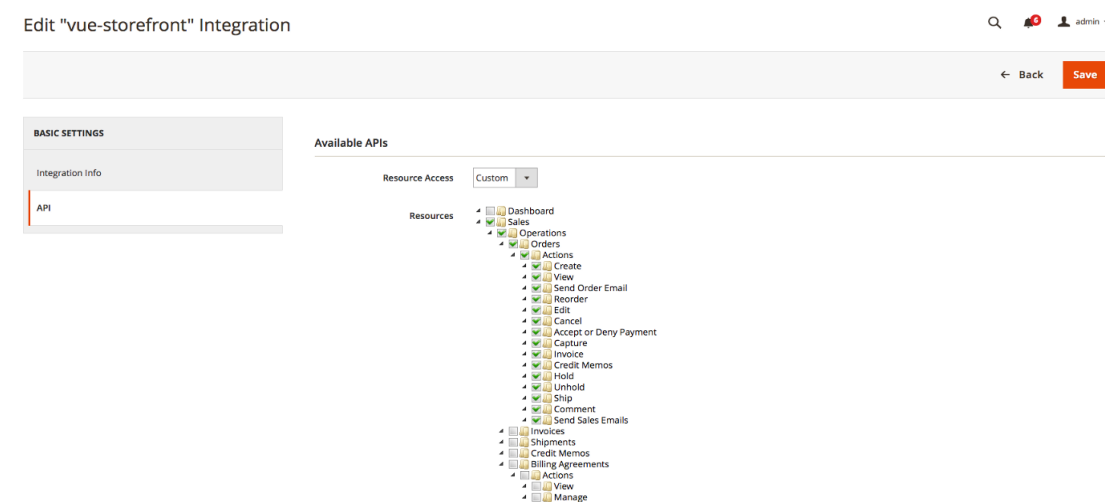 Edit "vue-storefront" Integration
6
admin
← Back
Save
BASIC SETTINGS
Integration Info
API
Available APIs
Resource Access
Custom
Resources
Dashboard
Sales
Operations
Orders
Actions
Create
View
Send Order Email
Reorder
Edit
Cancel
Accept or Deny Payment
Capture
Invoice
Credit Memos
Hold
Unhold
Ship
Comment
Send Sales Emails
Invoices
Shipments
Credit Memos
Billing Agreements
Actions
View
Manage